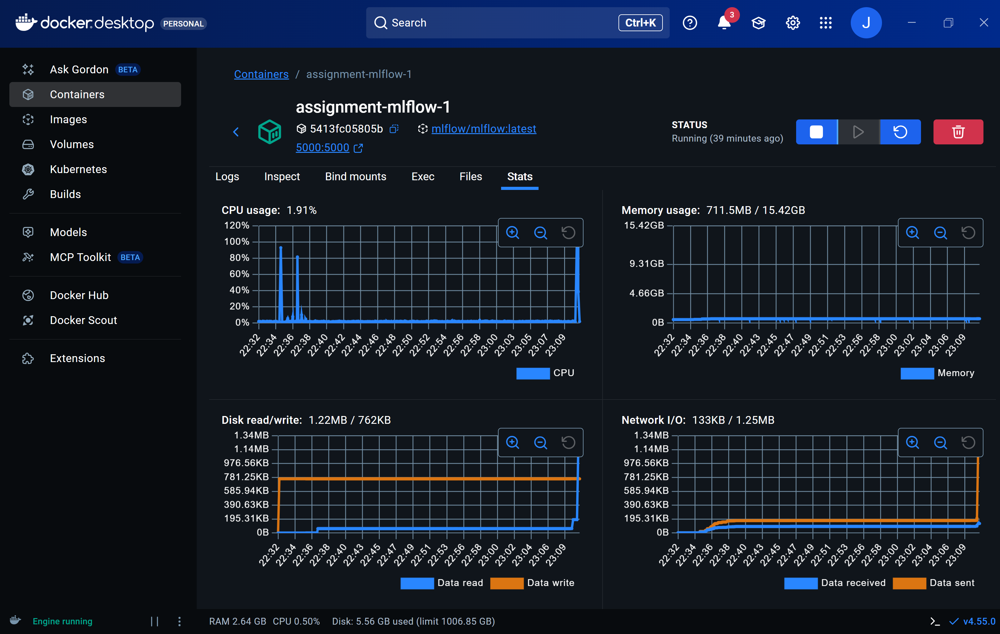 docker.desktop PERSONAL
Search Ctrl+K
3
J
Ask Gordon BETA
Containers
Images
Volumes
Kubernetes
Builds
Models
MCP Toolkit BETA
Docker Hub
Docker Scout
Extensions
Containers / assignment-mlflow-1
assignment-mlflow-1
5413fc05805b mlflow/mlflow:latest
5000:5000
STATUS
Running (39 minutes ago)
Logs Inspect Bind mounts Exec Files Stats
CPU usage: 1.91%
120%
100%
80%
60%
40%
20%
0%
22:32 22:34 22:36 22:38 22:40 22:42 22:44 22:46 22:48 22:50 22:52 22:54 22:56 22:58 23:00 23:03 23:05 23:07 23:09
CPU
Memory usage: 711.5MB / 15.42GB
15.42GB
9.31GB
4.66GB
0B
22:32 22:34 22:36 22:38 22:40 22:43 22:45 22:47 22:49 22:51 22:53 22:56 22:58 23:00 23:02 23:04 23:06 23:09
Memory
Disk read/write: 1.22MB / 762KB
1.34MB
1.14MB
976.56KB
781.25KB
585.94KB
390.63KB
195.31KB
0B
22:32 22:34 22:36 22:38 22:40 22:43 22:45 22:47 22:49 22:51 22:53 22:56 22:58 23:00 23:02 23:04 23:06 23:09
Data read Data write
Network I/O: 133KB / 1.25MB
1.34MB
1.14MB
976.56KB
781.25KB
585.94KB
390.63KB
195.31KB
0B
22:32 22:34 22:36 22:38 22:40 22:43 22:45 22:47 22:49 22:51 22:53 22:56 22:58 23:00 23:02 23:04 23:06 23:09
Data received Data sent
Engine running
RAM 2.64 GB CPU 0.50% Disk: 5.56 GB used (limit 1006.85 GB)
v4.55.0